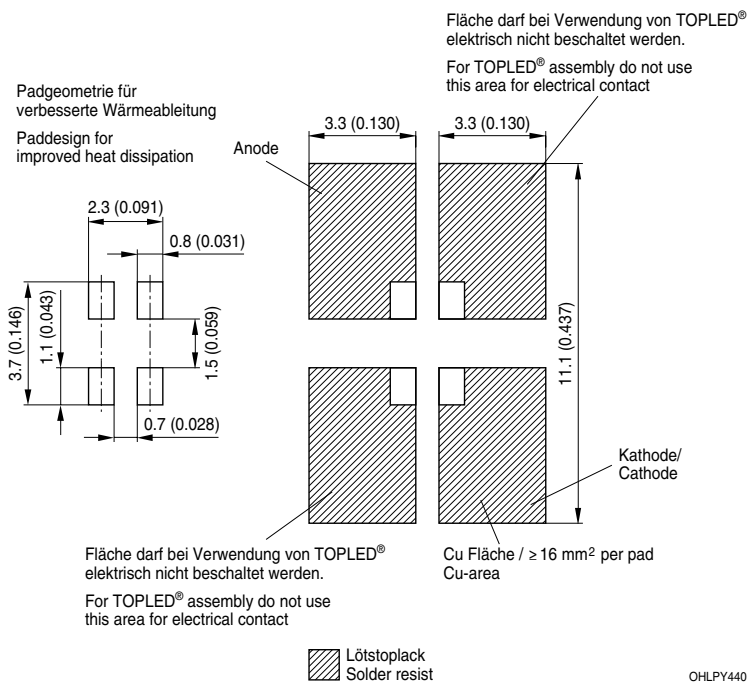 Fläche darf bei Verwendung von TOPLED®
elektrisch nicht beschaltet werden.
For TOPLED® assembly do not use
this area for electrical contact
Padgeometrie für
verbesserte Wärmeableitung
Paddesign for
improved heat dissipation
3.3 (0.130)
3.3 (0.130)
Anode
2.3 (0.091)
0.8 (0.031)
3.7 (0.146)
1.1 (0.043)
1.5 (0.059)
11.1 (0.437)
0.7 (0.028)
Kathode/
Cathode
Fläche darf bei Verwendung von TOPLED®
elektrisch nicht beschaltet werden.
For TOPLED® assembly do not use
this area for electrical contact
Cu Fläche / ≥ 16 mm² per pad
Cu-area
Lötstoplack
Solder resist
OHLPY440